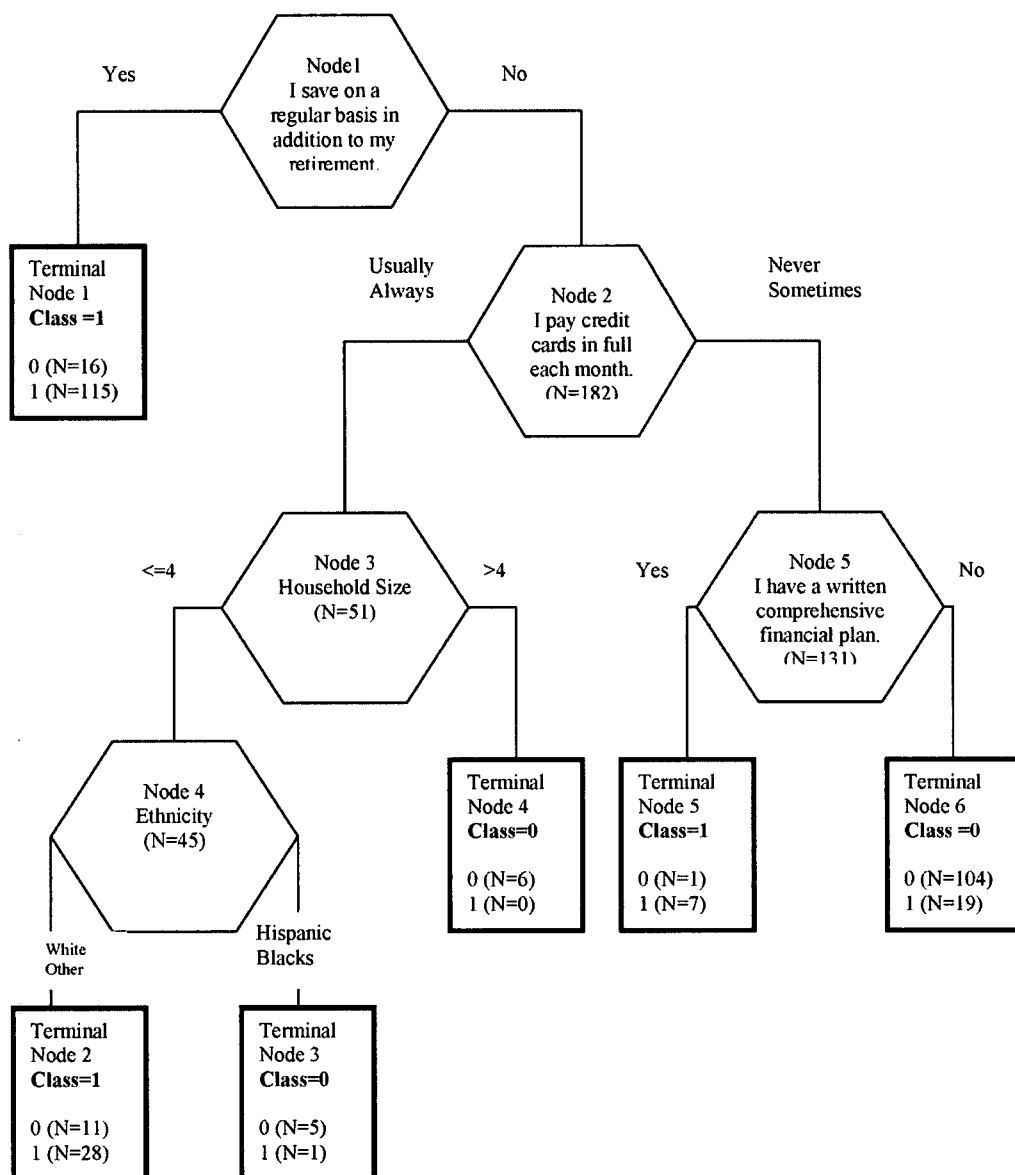 Yes
Node1
I save on a
regular basis in
addition to my
retirement.
No
Terminal
Node 1
Class =1
0 (N=16)
1 (N=115)
Usually
Always
Node 2
I pay credit
cards in full
each month.
(N=182)
Never
Sometimes
<=4
Node 3
Household Size
(N=51)
>4
Yes
Node 5
I have a written
comprehensive
financial plan.
(N=131)
No
Node 4
Ethnicity
(N=45)
Terminal
Node 4
Class=0
0 (N=6)
1 (N=0)
Terminal
Node 5
Class=1
0 (N=1)
1 (N=7)
Terminal
Node 6
Class =0
0 (N=104)
1 (N=19)
White
Other
Hispanic
Blacks
Terminal
Node 2
Class=1
0 (N=11)
1 (N=28)
Terminal
Node 3
Class=0
0 (N=5)
1 (N=1)